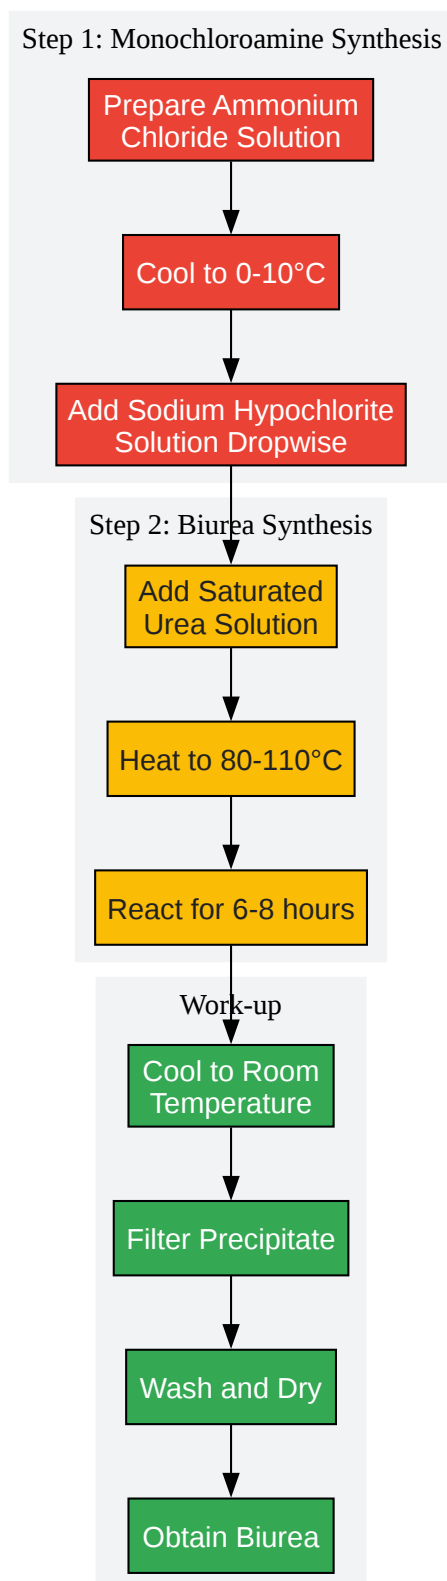 Step 1: Monochloroamine Synthesis
Prepare Ammonium
Chloride Solution
Cool to 0-10°C
Add Sodium Hypochlorite
Solution Dropwise
Step 2: Biurea Synthesis
Add Saturated
Urea Solution
Heat to 80-110°C
React for 6-8 hours
Work-up
Cool to Room
Temperature
Filter Precipitate
Wash and Dry
Obtain Biurea